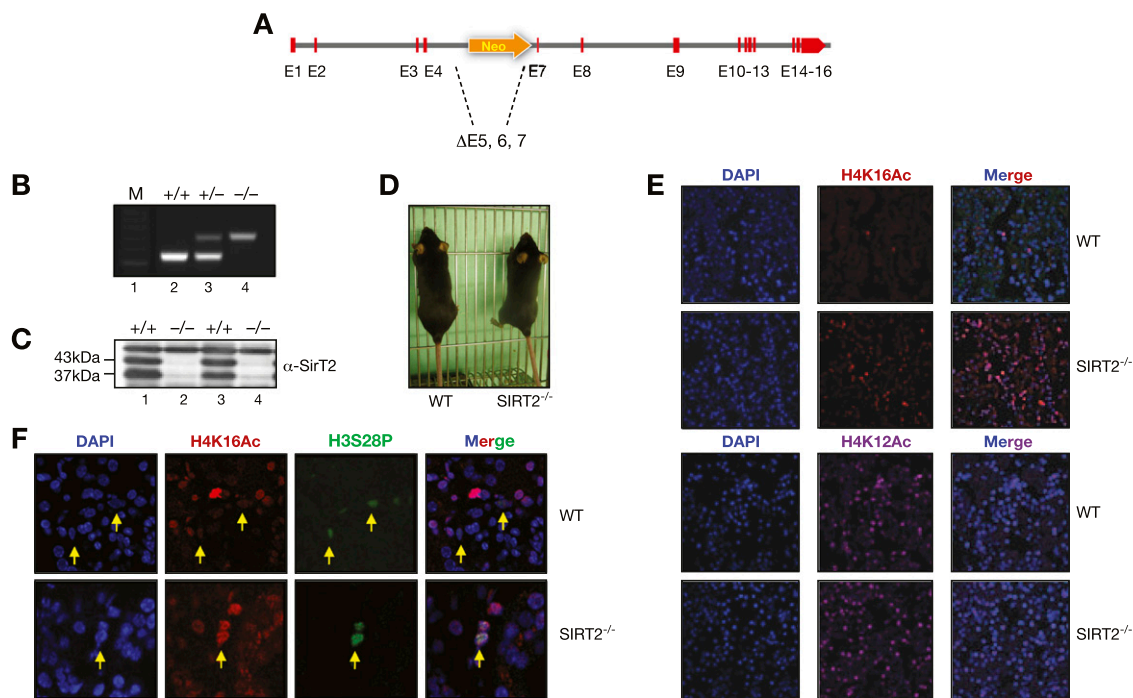 A
Neo
E1 E2 E3 E4 E7 E8 E9 E10-13 E14-16
ΔE5, 6, 7
B
M +/+ +/– –/–
1 2 3 4
C
+/+ –/– +/+ –/–
43kDa
37kDa
α-SirT2
1 2 3 4
D
WT SIRT2-/-
E
DAPI H4K16Ac Merge
WT
SIRT2-/-
DAPI H4K12Ac Merge
WT
SIRT2-/-
F
DAPI H4K16Ac H3S28P Merge
WT
SIRT2-/-